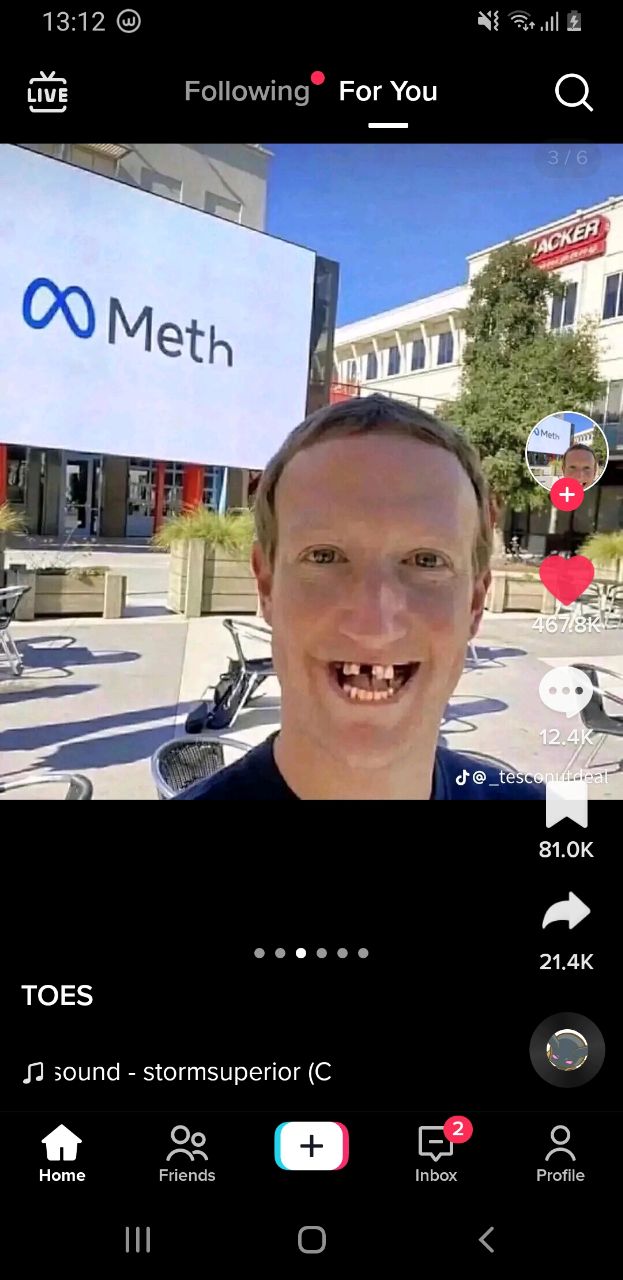 13:12
LIVE
Following
For You
3 / 6
Meth
ACKER
Meth
467.8K
12.4K
@_tesconutdeal
81.0K
21.4K
TOES
sound - stormsuperior (C
2
Home
Friends
Inbox
Profile